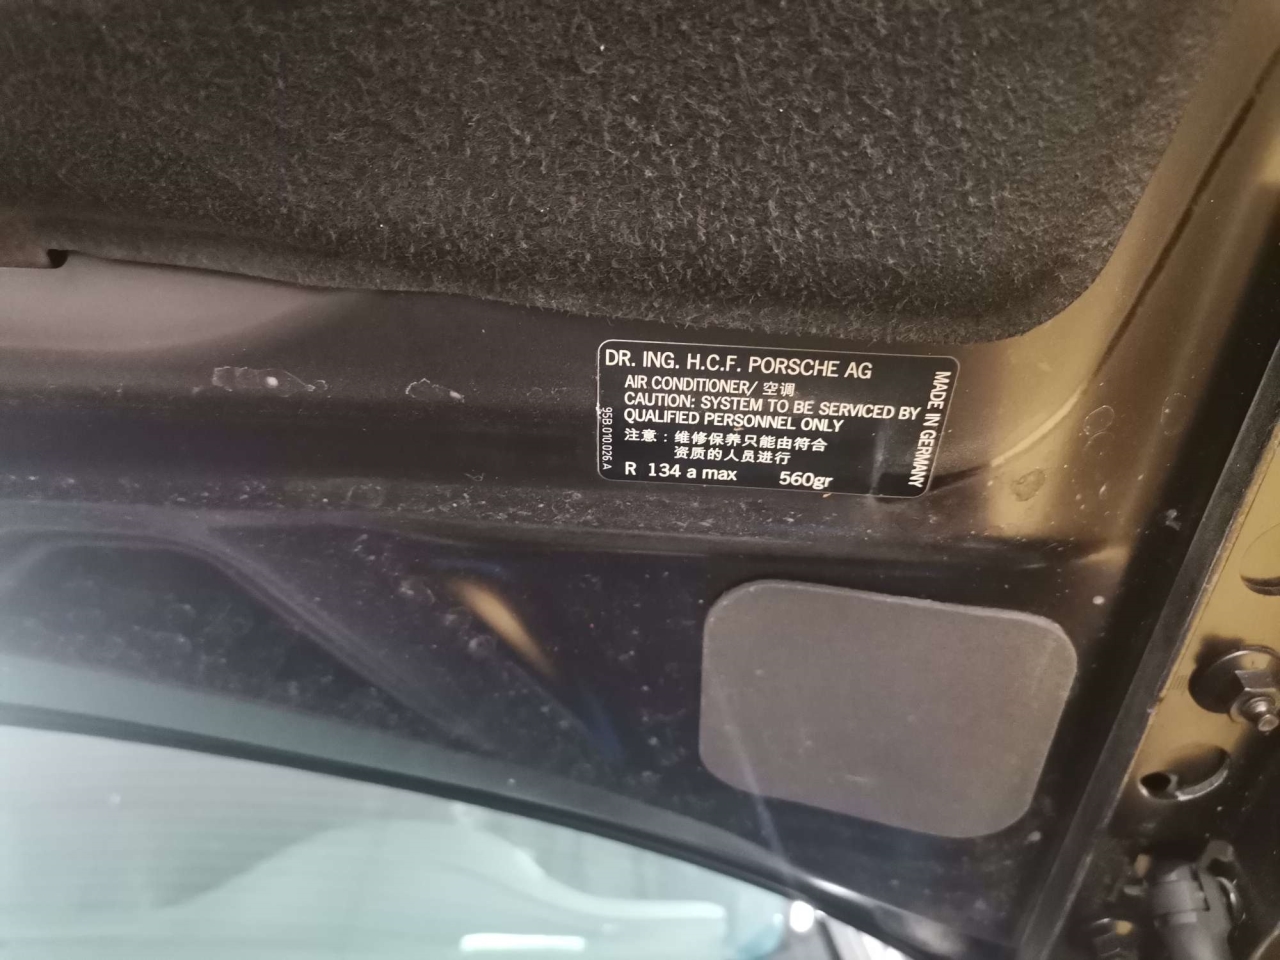 DR. ING. H.C.F. PORSCHE AG
AIR CONDITIONER/ 空调
CAUTION: SYSTEM TO BE SERVICED BY
QUALIFIED PERSONNEL ONLY
注意：维修保养只能由符合
资质的人员进行
R 134 a max 560gr
MADE IN GERMANY
95B.010.026 A